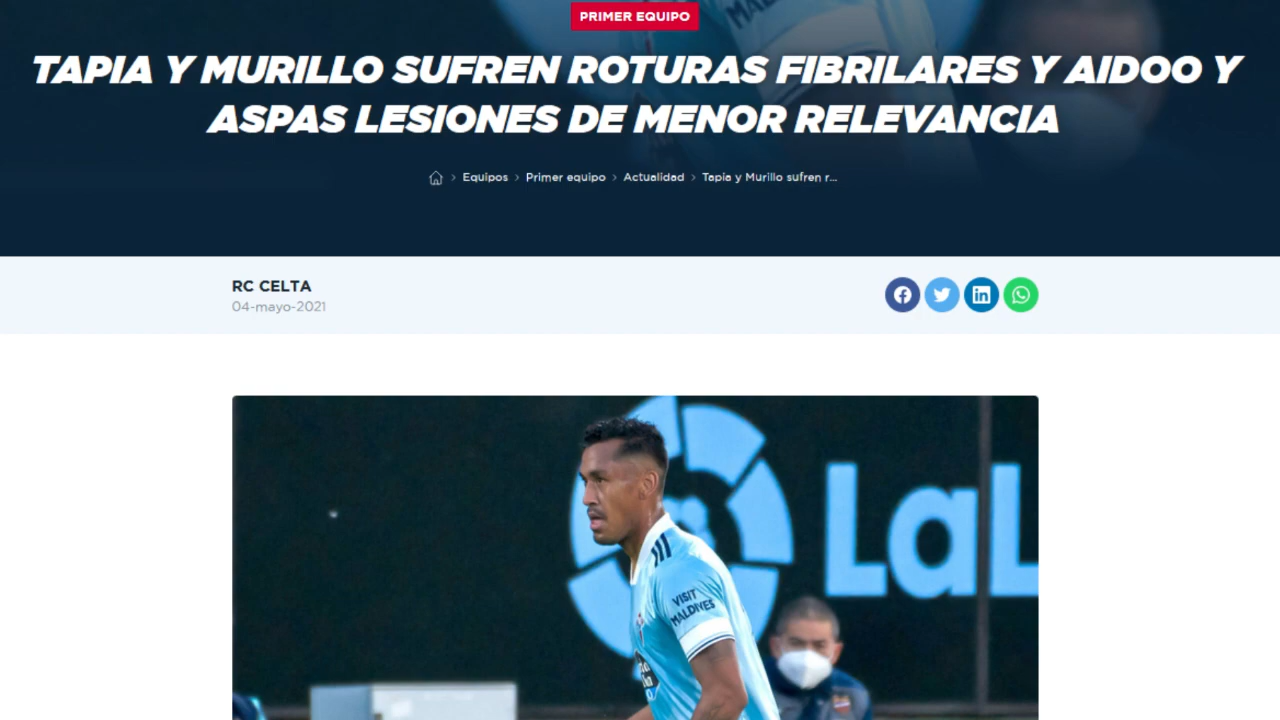 PRIMER EQUIPO
MALDIVES
TAPIA Y MURILLO SUFREN ROTURAS FIBRILARES Y AIDOO Y
ASPAS LESIONES DE MENOR RELEVANCIA
Equipos > Primer equipo > Actualidad > Tapia y Murillo sufren r...
RC CELTA
04-mayo-2021
LaL
VISIT
MALDIVES